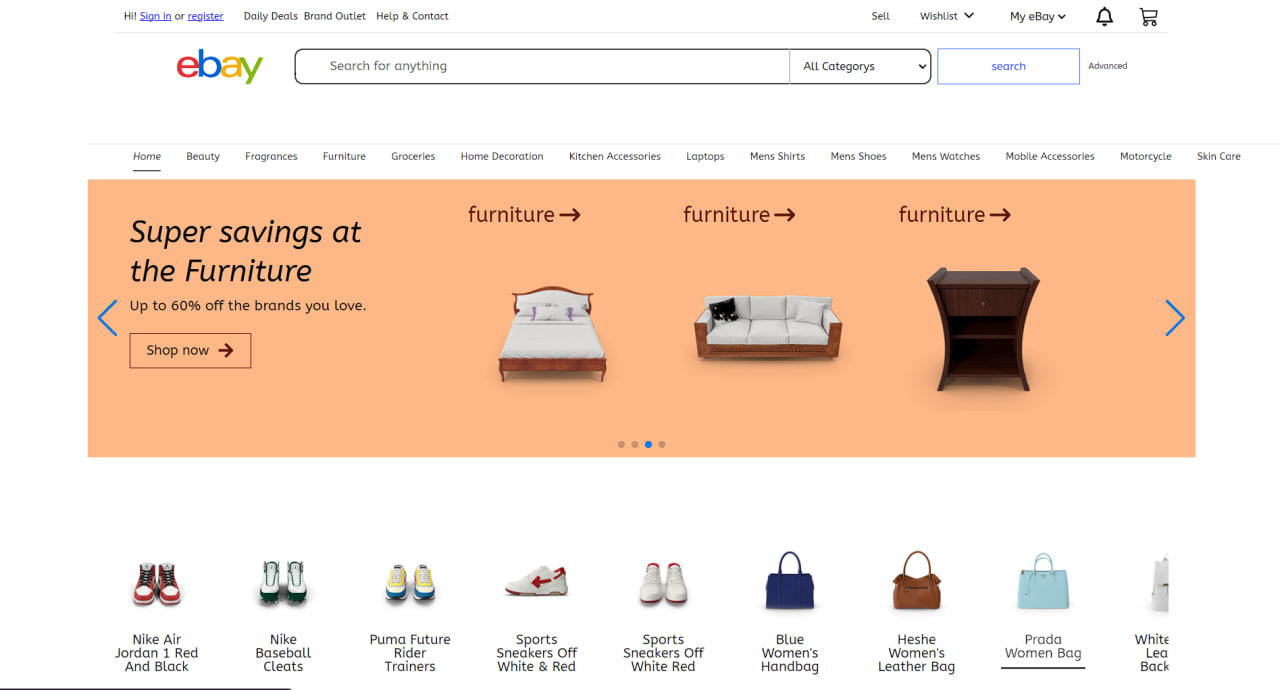 Hi! Sign in or register Daily Deals Brand Outlet Help & Contact Sell Wishlist My eBay
ebay Search for anything All Categorys search Advanced
Home Beauty Fragrances Furniture Groceries Home Decoration Kitchen Accessories Laptops Mens Shirts Mens Shoes Mens Watches Mobile Accessories Motorcycle Skin Care
Super savings at
the Furniture
Up to 60% off the brands you love.
Shop now
furniture
furniture
furniture
Nike Air
Jordan 1 Red
And Black
Nike
Baseball
Cleats
Puma Future
Rider
Trainers
Sports
Sneakers Off
White & Red
Sports
Sneakers Off
White Red
Blue
Women's
Handbag
Heshe
Women's
Leather Bag
Prada
Women Bag
White
Lea
Back